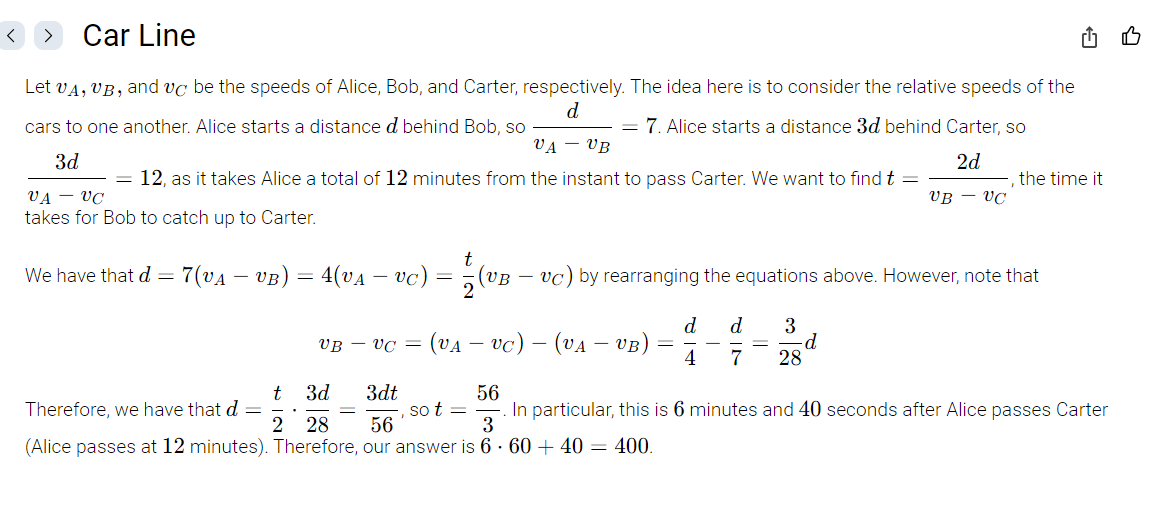 Car Line
Let v_A, v_B, and v_C be the speeds of Alice, Bob, and Carter, respectively. The idea here is to consider the relative speeds of the
cars to one another. Alice starts a distance d behind Bob, so \frac{d}{v_A - v_B} = 7. Alice starts a distance 3d behind Carter, so
\frac{3d}{v_A - v_C} = 12, as it takes Alice a total of 12 minutes from the instant to pass Carter. We want to find t = \frac{2d}{v_B - v_C}, the time it
takes for Bob to catch up to Carter.
We have that d = 7(v_A - v_B) = 4(v_A - v_C) = \frac{t}{2}(v_B - v_C) by rearranging the equations above. However, note that
v_B - v_C = (v_A - v_C) - (v_A - v_B) = \frac{d}{4} - \frac{d}{7} = \frac{3}{28}d
Therefore, we have that d = \frac{t}{2} \cdot \frac{3d}{28} = \frac{3dt}{56}, so t = \frac{56}{3}. In particular, this is 6 minutes and 40 seconds after Alice passes Carter
(Alice passes at 12 minutes). Therefore, our answer is 6 · 60 + 40 = 400.